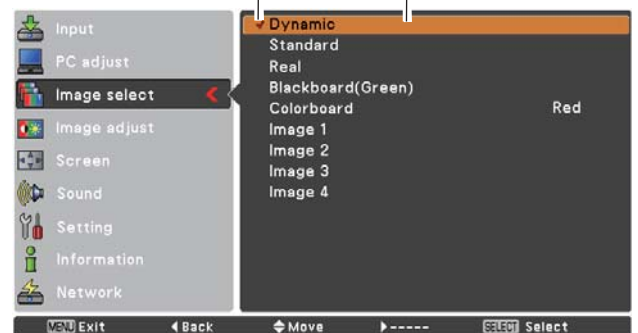 Input
PC adjust
Image select
Image adjust
Screen
Sound
Setting
Information
Network
Dynamic
Standard
Real
Blackboard(Green)
Colorboard Red
Image 1
Image 2
Image 3
Image 4
MENU Exit Back Move ----- SELECT Select